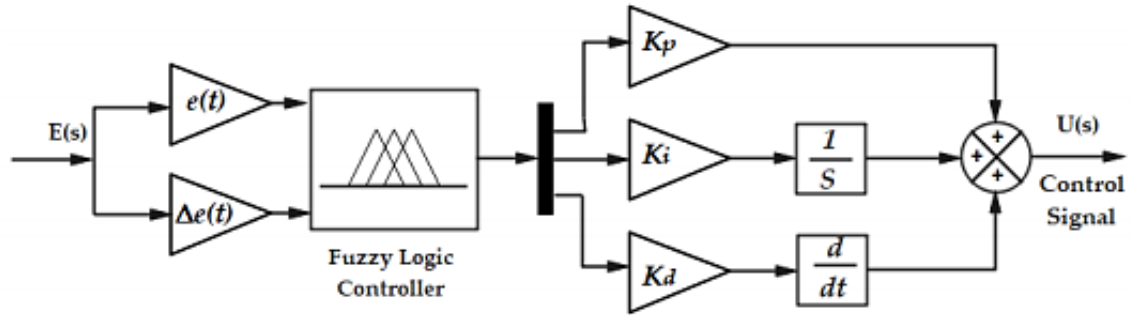 E(s)
e(t)
Δe(t)
Fuzzy Logic
Controller
Kp
Ki
Kd
1
S
d
dt
+
+
+
U(s)
Control
Signal